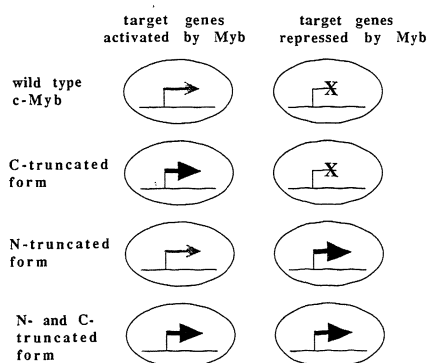 target genes
activated by Myb
target genes
repressed by Myb
wild type
c-Myb
X
C-truncated
form
X
N-truncated
form
N- and C-
truncated
form